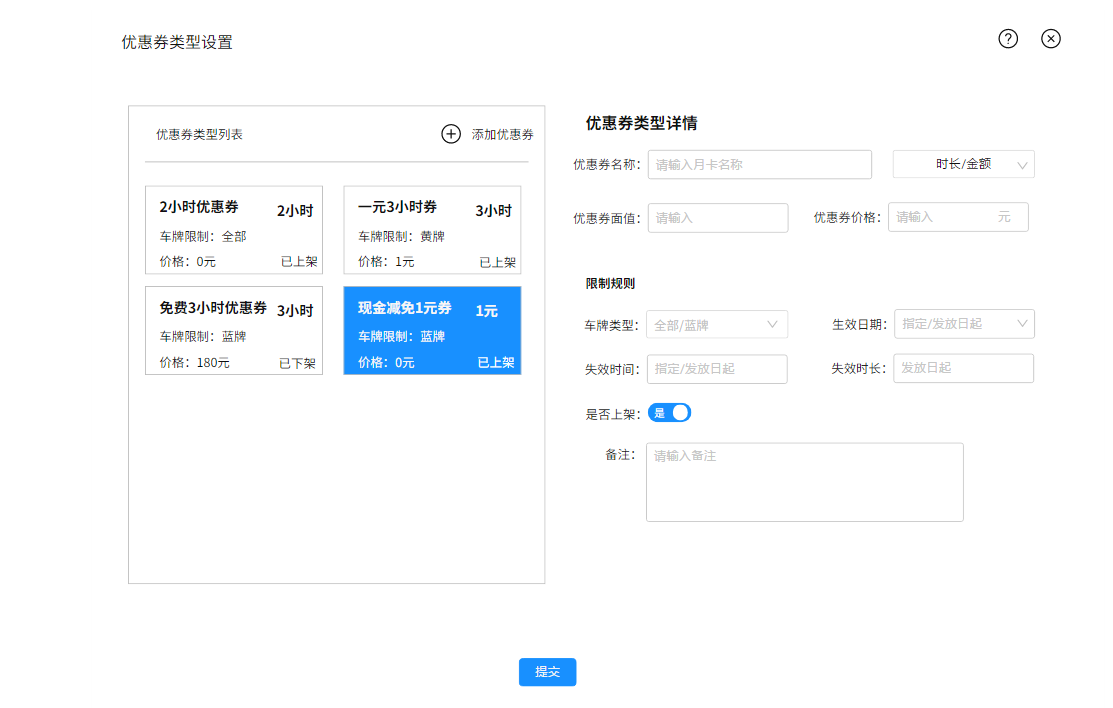 优惠券类型设置
优惠券类型列表
添加优惠券
2小时优惠券 2小时
车牌限制：全部
价格：0元 已上架
一元3小时券 3小时
车牌限制：黄牌
价格：1元 已上架
免费3小时优惠券 3小时
车牌限制：蓝牌
价格：180元 已下架
现金减免1元券 1元
车牌限制：蓝牌
价格：0元 已上架
优惠券类型详情
优惠券名称： 请输入月卡名称 时长/金额
优惠券面值： 请输入 优惠券价格： 请输入 元
限制规则
车牌类型： 全部/蓝牌 生效日期： 指定/发放日起
失效时间： 指定/发放日起 失效时长： 发放日起
是否上架： 是
备注： 请输入备注
提交